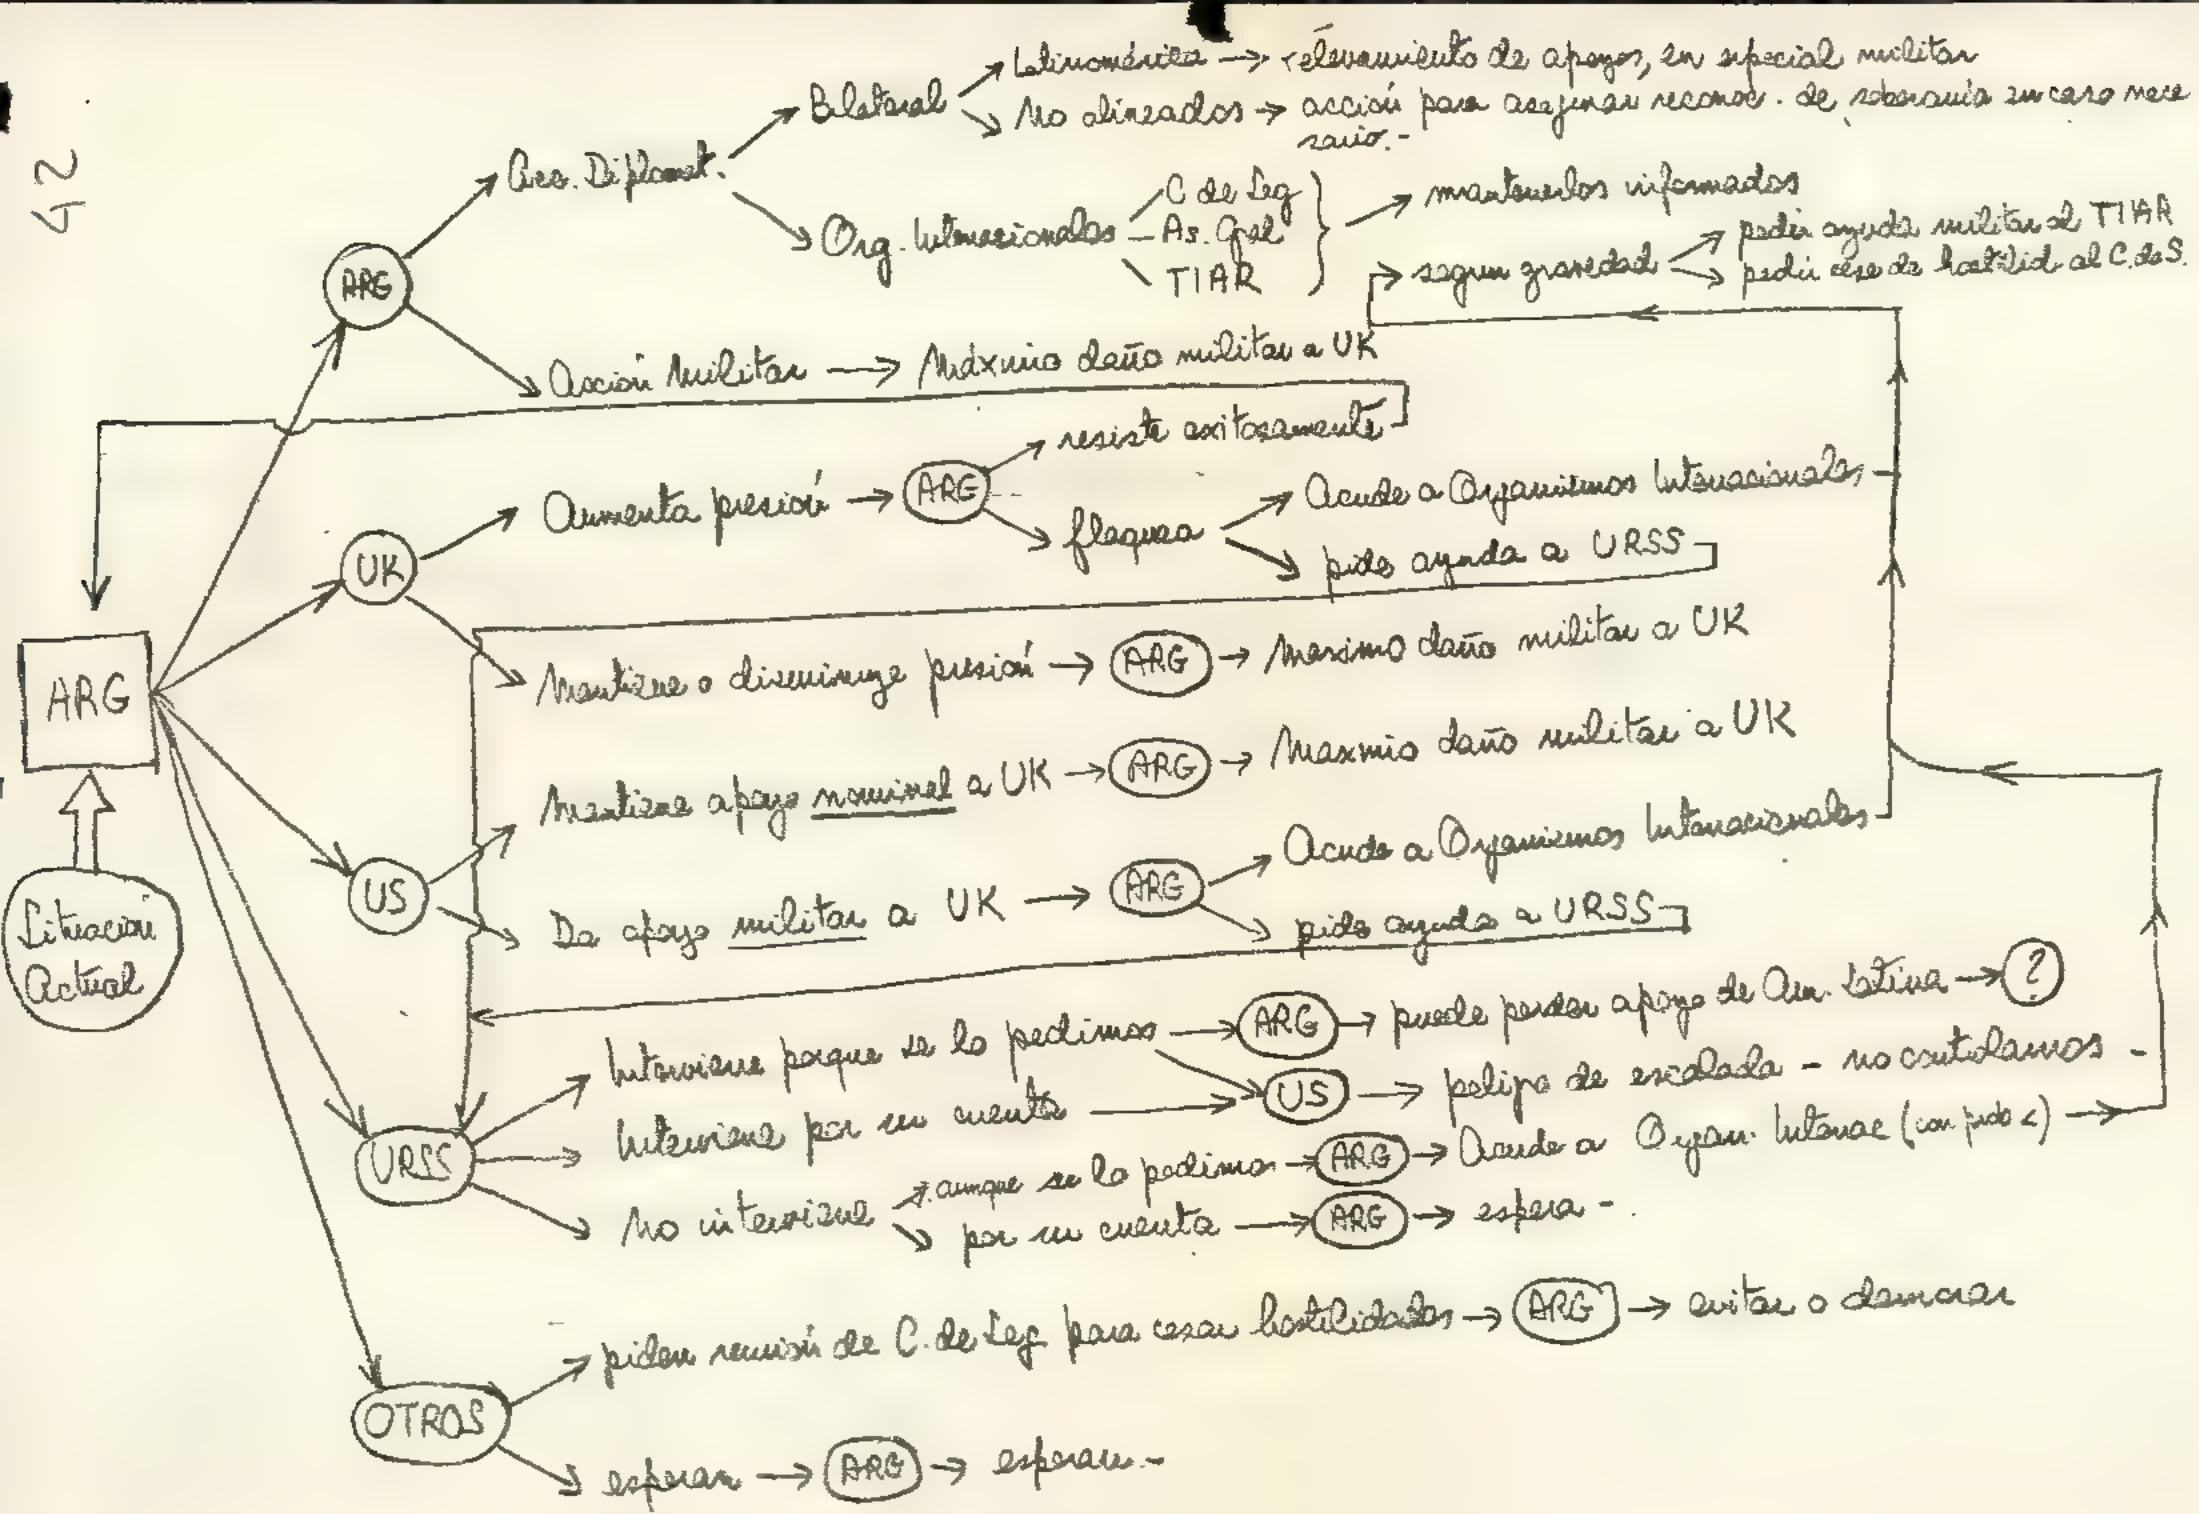 42
Latinomérica → relevamiento de apoyos, en especial militar
Bilateral
No alineados → acción para asegurar reconoc. de soberanía en caso nece
sario.-
Acc. Diplomat.
C de Seg
mantenerlos informados
Org. Internacionales
As. Gral
TIAR
pedir ayuda militar al TIAR
según gravedad
pedir cese de hostilid al C. de S.
ARG
Acción Militar → Máximo daño militar a UK
resiste exitosamente
Aumenta presión → ARG
Acude a Organismos Internacionales
flaquea
pide ayuda a URSS
UK
Mantiene o disminuye presión → ARG → Maximo daño militar a UK
ARG
Mantiene apoyo nominal a UK → ARG → Maximo daño militar a UK
US
Acude a Organismos Internacionales
Da apoyo militar a UK → ARG
pide ayuda a URSS
Situación
Actual
Interviene porque se lo pedimos → ARG → puede perder apoyo de Am. Latina → ?
Interviene por su cuenta → US → peligro de escalada - no controlamos -
URSS
No interviene
aunque se lo pedimos → ARG → Acude a Organ. Internac (con prob <)
por su cuenta → ARG → espera -
OTROS
piden reunión de C. de Seg para cesar hostilidades → ARG → evitar o demorar
esperan → ARG → esperar.-